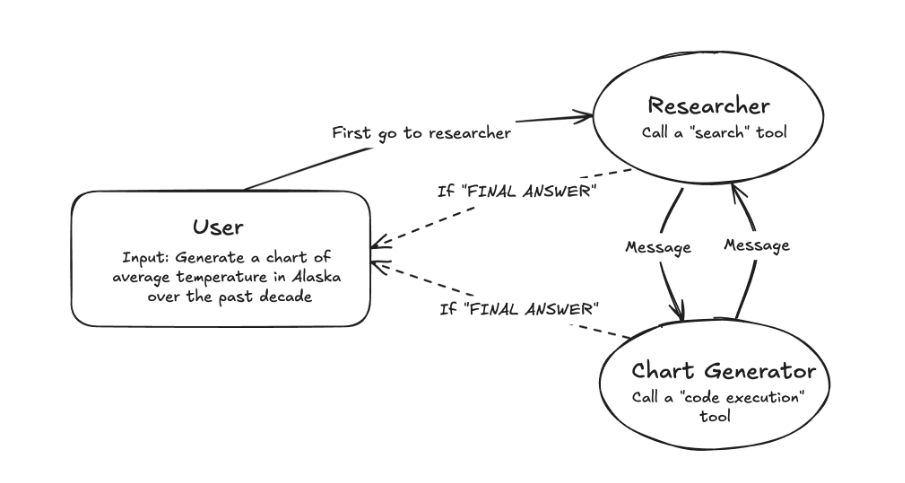 Researcher
Call a "search" tool
First go to researcher
If "FINAL ANSWER"
User
Input: Generate a chart of
average temperature in Alaska
over the past decade
Message
Message
If "FINAL ANSWER"
Chart Generator
Call a "code execution"
tool